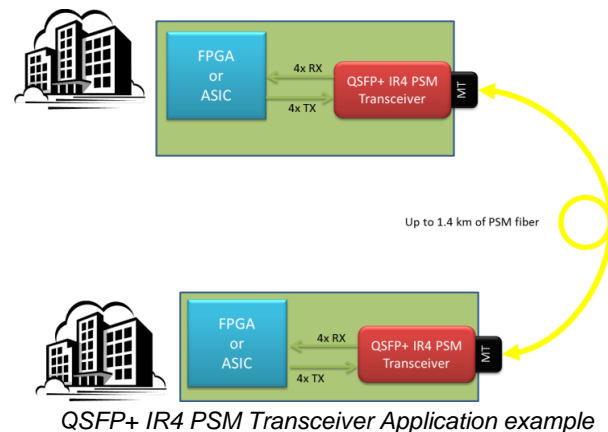 FPGA
or
ASIC
4x RX
4x TX
QSFP+ IR4 PSM
Transceiver
MT
Up to 1.4 km of PSM fiber
FPGA
or
ASIC
4x RX
4x TX
QSFP+ IR4 PSM
Transceiver
MT
QSFP+ IR4 PSM Transceiver Application example